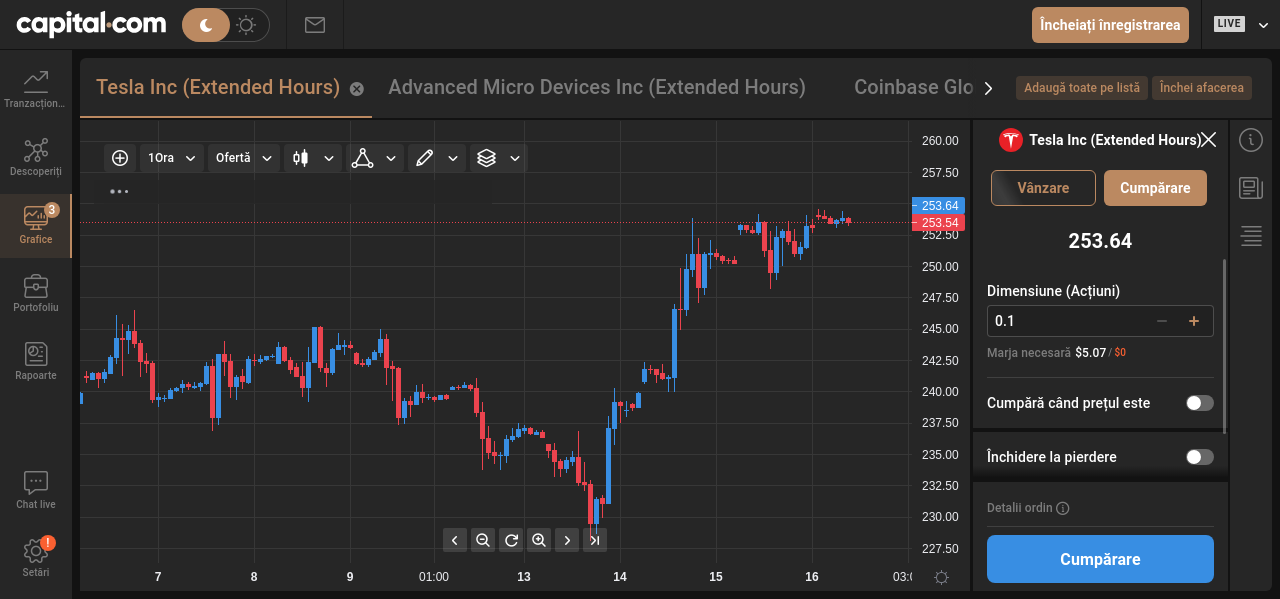 capital.com
Încheiați înregistrarea
LIVE
Tranzacțion...
Descoperiți
3
Grafice
Portofoliu
Rapoarte
Chat live
!
Setări
Tesla Inc (Extended Hours)
Advanced Micro Devices Inc (Extended Hours)
Coinbase Glo
Adaugă toate pe listă
Închei afacerea
1Ora
Ofertă
260.00
257.50
253.64
253.54
252.50
250.00
247.50
245.00
242.50
240.00
237.50
235.00
232.50
230.00
227.50
7 8 9 01:00 13 14 15 16 03:0
Tesla Inc (Extended Hours)
Vânzare
Cumpărare
253.64
Dimensiune (Acțiuni)
0.1
Marja necesară $5.07 / $0
Cumpără când prețul este
Închidere la pierdere
Detalii ordin
Cumpărare